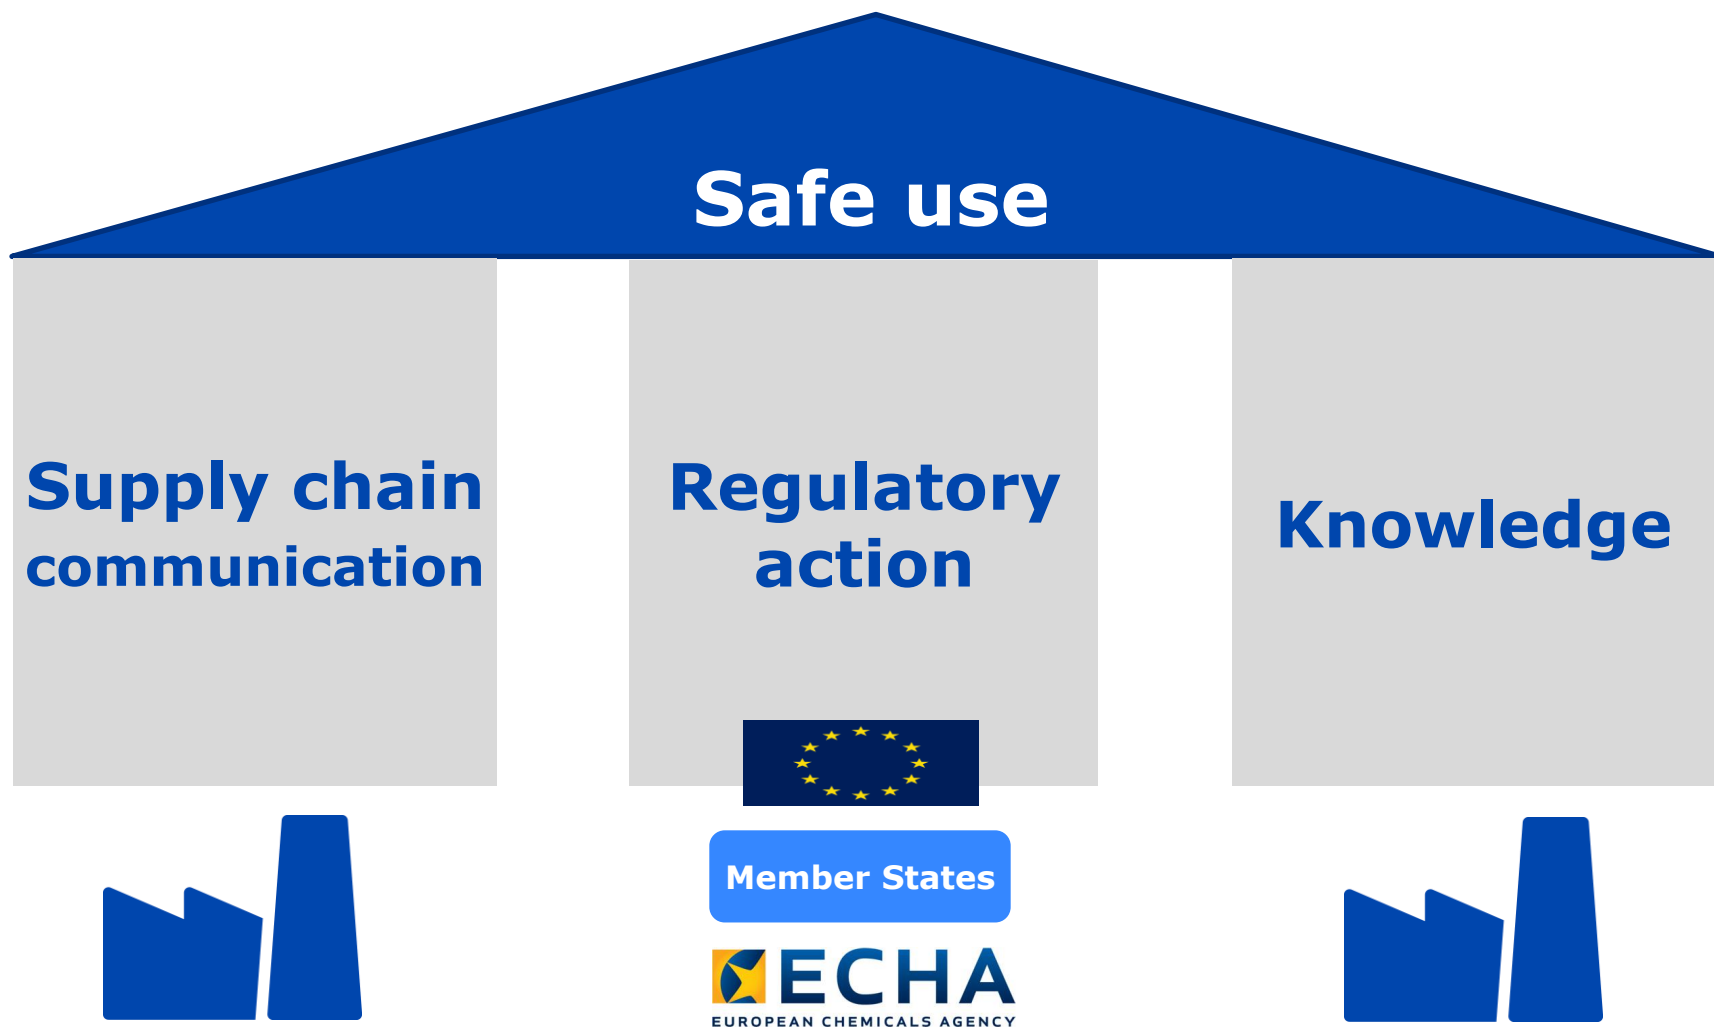 Safe use
Supply chain
communication
Regulatory
action
Knowledge
Member States
ECHA
EUROPEAN CHEMICALS AGENCY